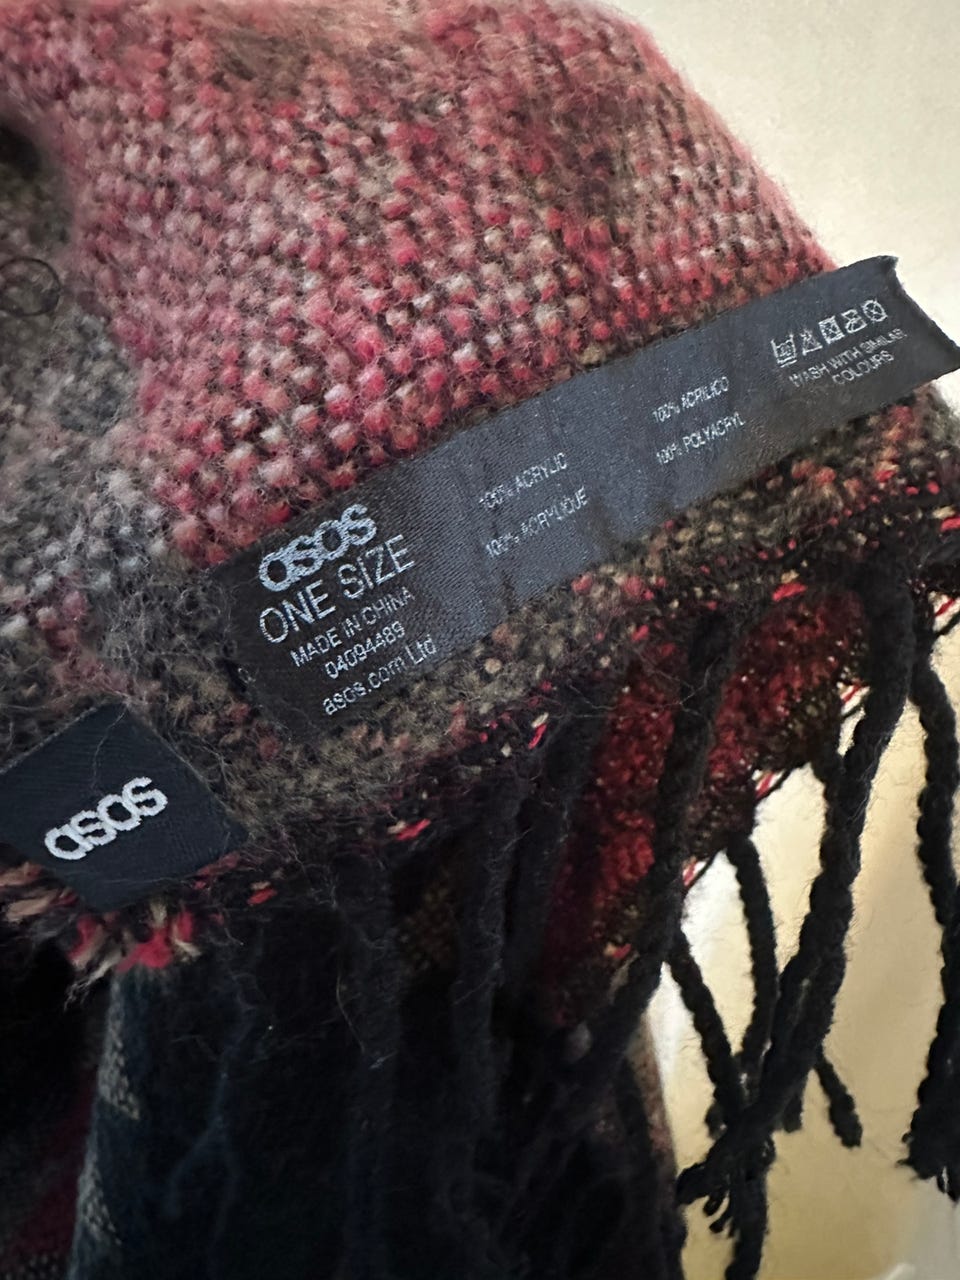 asos
ONE SIZE
MADE IN CHINA
04094489
asos.com Ltd
100% ACRYLIC
100% ACRYLIQUE
100% ACRILICO
100% POLYACRYL
WASH WITH SIMILAR
COLOURS
asos